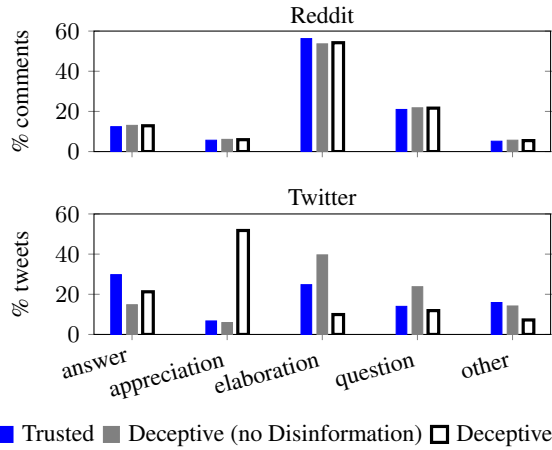 Reddit
% comments
60
40
20
0
Twitter
% tweets
60
40
20
0
answer
appreciation
elaboration
question
other
Trusted Deceptive (no Disinformation) Deceptive